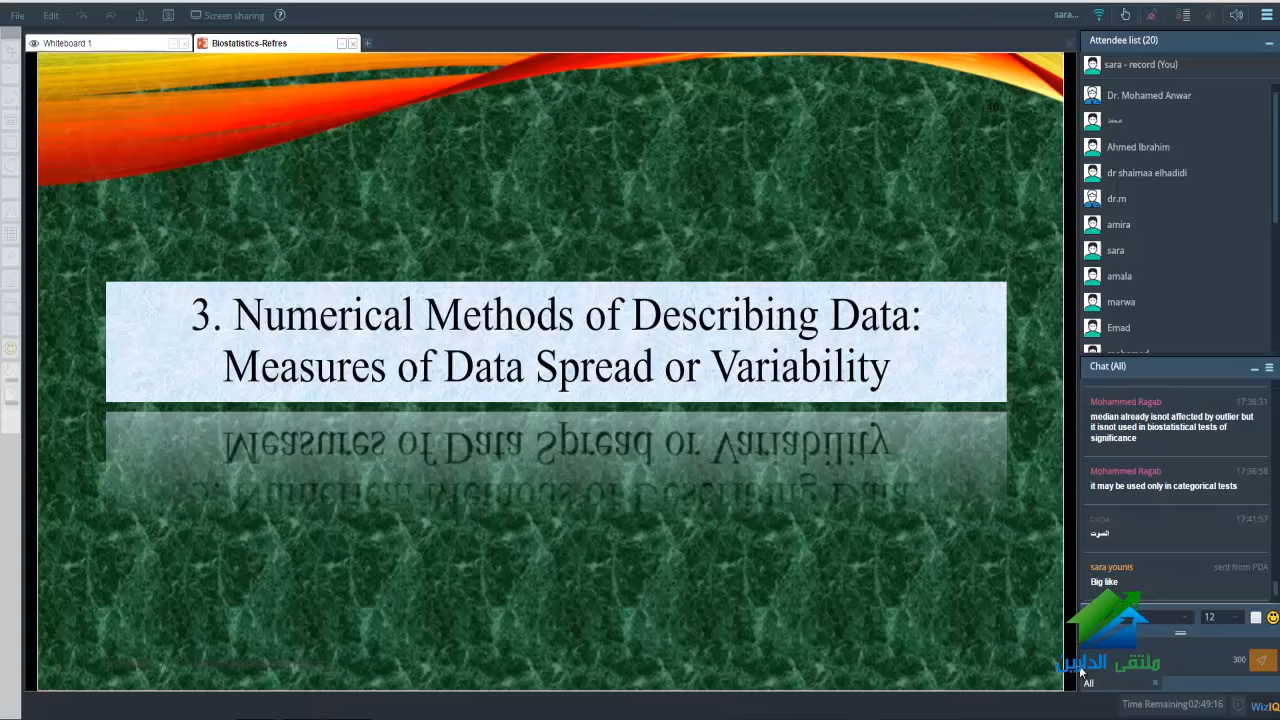 File
Edit
Screen sharing
sara...
Whiteboard 1
Biostatistics-Refres
Attendee list (20)
sara - record (You)
Dr. Mohamed Anwar
محمد
Ahmed Ibrahim
dr shaimaa elhadidi
dr.m
amira
sara
amala
marwa
Emad
3. Numerical Methods of Describing Data:
Measures of Data Spread or Variability
Chat (All)
Mohammed Ragab 17:36:31
median already isnot affected by outlier but
it isnot used in biostatistical tests of
significance
Mohammed Ragab 17:36:58
it may be used only in categorical tests
hopa 17:41:57
الصوت
sara younis sent from I²DA
Big like
12
ملتقى الدارسين
300
All
Time Remaining 02:49:16
WizIQ